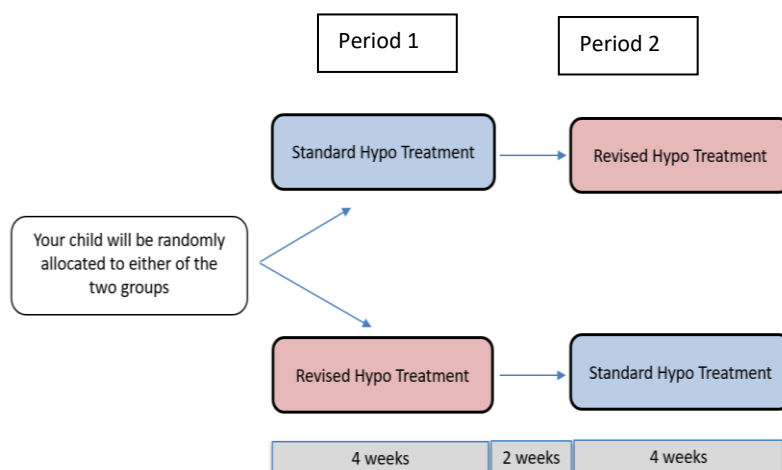 Period 1
Period 2
Standard Hypo Treatment
Revised Hypo Treatment
Your child will be randomly
allocated to either of the
two groups
Revised Hypo Treatment
Standard Hypo Treatment
4 weeks
2 weeks
4 weeks